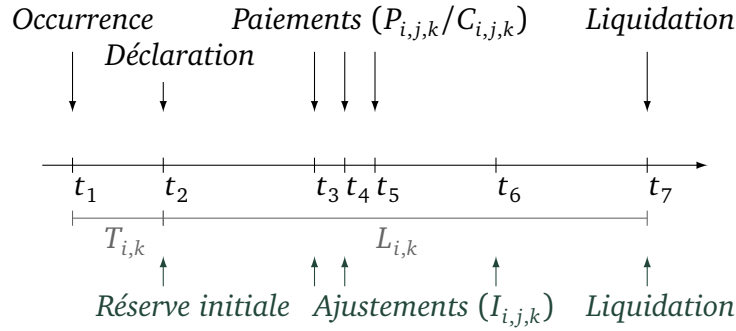 Occurrence Paiements (P_{i,j,k}/C_{i,j,k}) Liquidation
Déclaration
t_1 t_2 t_3 t_4 t_5 t_6 t_7
T_{i,k} L_{i,k}
Réserve initiale Ajustements (I_{i,j,k}) Liquidation